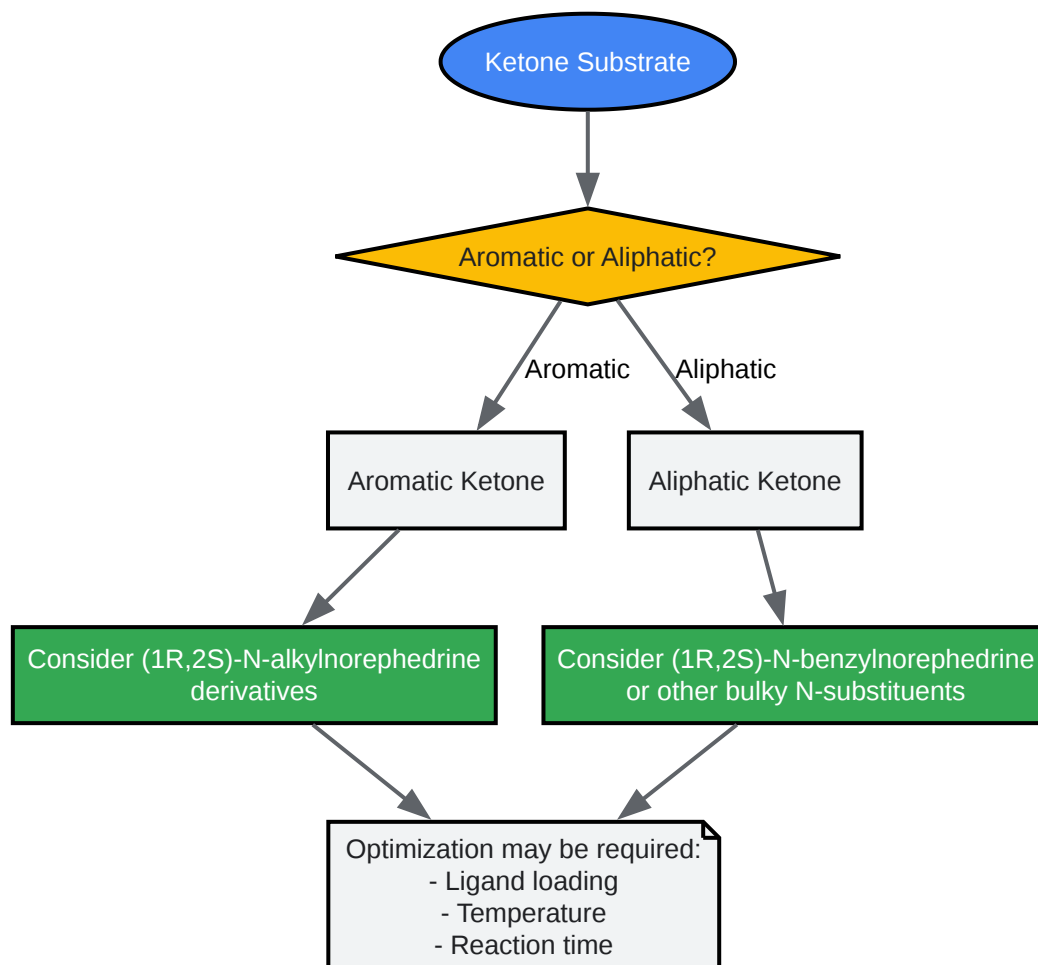 Ketone Substrate
Aromatic or Aliphatic?
Aromatic
Aliphatic
Aromatic Ketone
Aliphatic Ketone
Consider (1R,2S)-N-alkylnorephedrine
derivatives
Consider (1R,2S)-N-benzylnorephedrine
or other bulky N-substituents
Optimization may be required:
- Ligand loading
- Temperature
- Reaction time